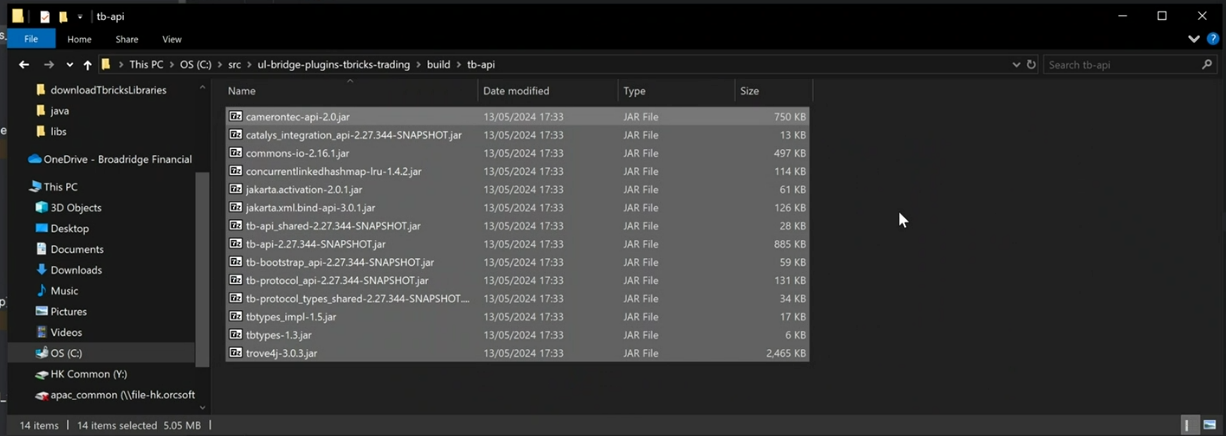 tb-api
File Home Share View
This PC > OS (C:) > src > ul-bridge-plugins-tbricks-trading > build > tb-api
Search tb-api
downloadTbricksLibraries
java
libs
OneDrive - Broadridge Financial
This PC
3D Objects
Desktop
Documents
Downloads
Music
Pictures
Videos
OS (C:)
HK Common (Y:)
apac_common (\\file-hk.orcsoft
Name Date modified Type Size
camerontec-api-2.0.jar 13/05/2024 17:33 JAR File 750 KB
catalys_integration_api-2.27.344-SNAPSHOT.jar 13/05/2024 17:33 JAR File 13 KB
commons-io-2.16.1.jar 13/05/2024 17:33 JAR File 497 KB
concurrentlinkedhashmap-lru-1.4.2.jar 13/05/2024 17:33 JAR File 114 KB
jakarta.activation-2.0.1.jar 13/05/2024 17:33 JAR File 61 KB
jakarta.xml.bind-api-3.0.1.jar 13/05/2024 17:33 JAR File 126 KB
tb-api_shared-2.27.344-SNAPSHOT.jar 13/05/2024 17:33 JAR File 28 KB
tb-api-2.27.344-SNAPSHOT.jar 13/05/2024 17:33 JAR File 885 KB
tb-bootstrap_api-2.27.344-SNAPSHOT.jar 13/05/2024 17:33 JAR File 59 KB
tb-protocol_api-2.27.344-SNAPSHOT.jar 13/05/2024 17:33 JAR File 131 KB
tb-protocol_types_shared-2.27.344-SNAPSHOT.... 13/05/2024 17:33 JAR File 34 KB
tbtypes_impl-1.5.jar 13/05/2024 17:33 JAR File 17 KB
tbtypes-1.3.jar 13/05/2024 17:33 JAR File 6 KB
trove4j-3.0.3.jar 13/05/2024 17:33 JAR File 2,465 KB
14 items | 14 items selected 5.05 MB |